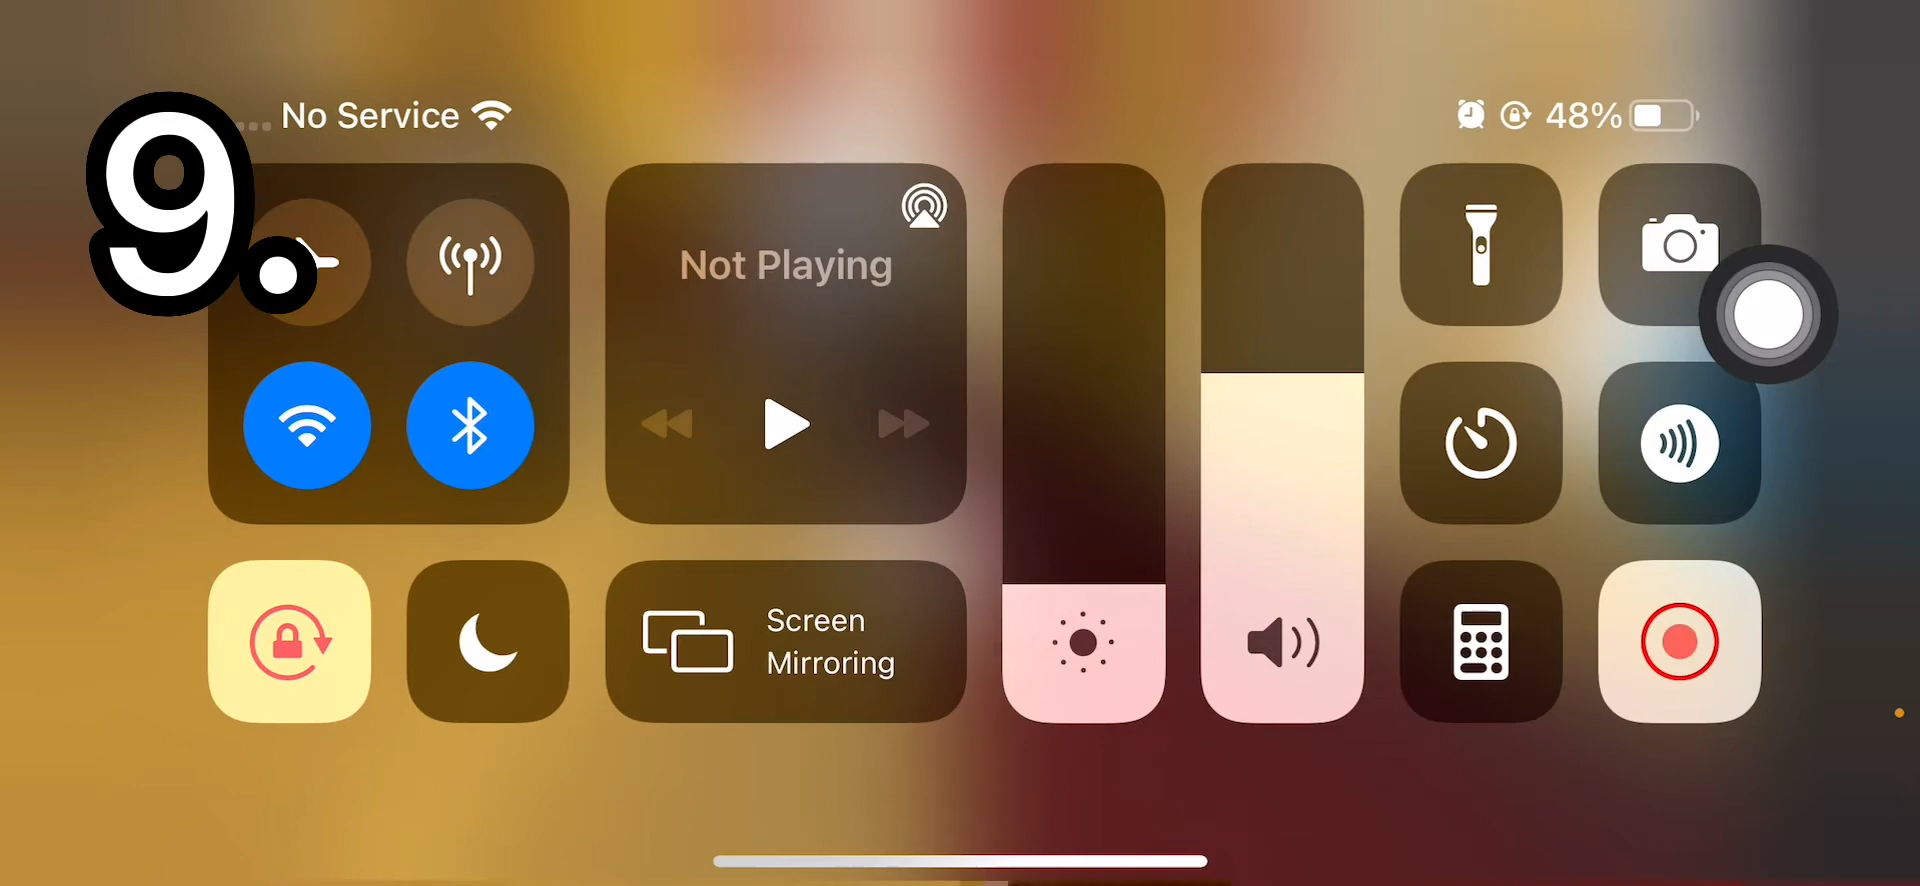 9.
No Service
48%
Not Playing
Screen
Mirroring